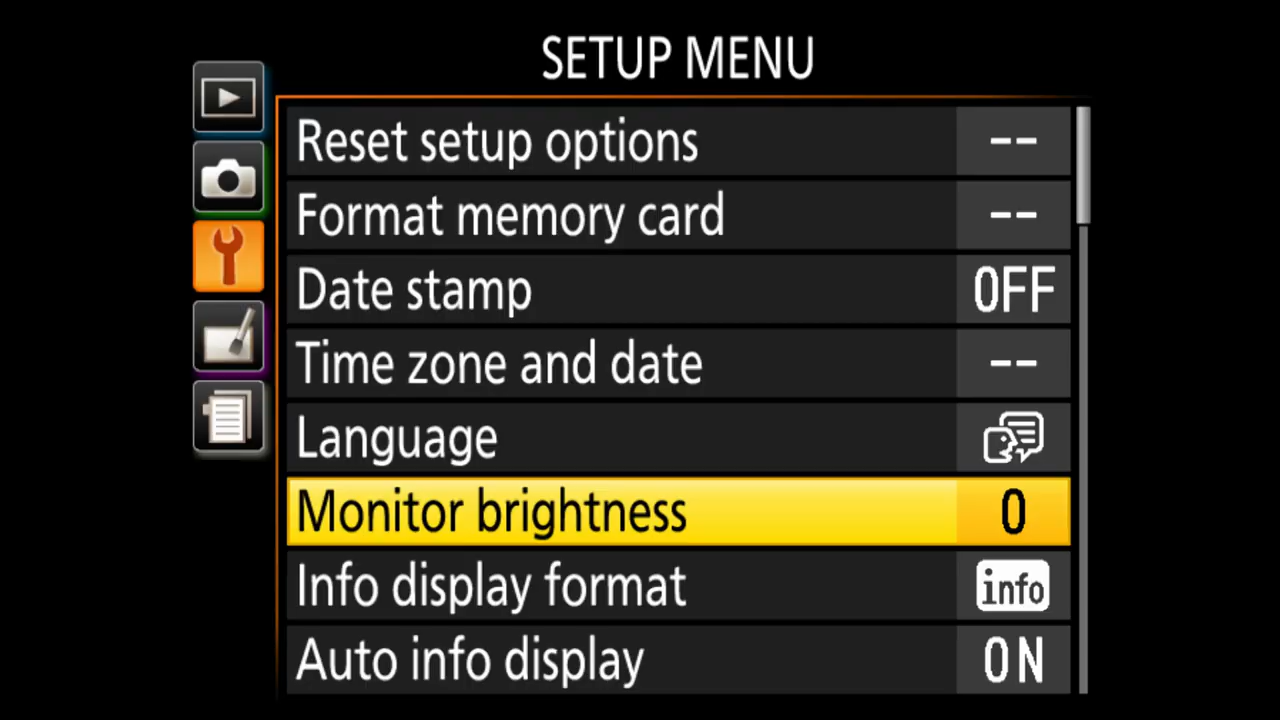 SETUP MENU
Reset setup options --
Format memory card --
Date stamp OFF
Time zone and date --
Language
Monitor brightness 0
Info display format info
Auto info display ON